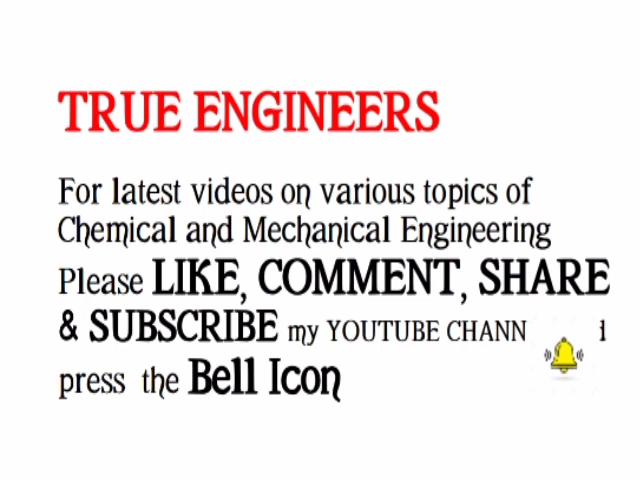 TRUE ENGINEERS
For latest videos on various topics of
Chemical and Mechanical Engineering
Please LIKE, COMMENT, SHARE
& SUBSCRIBE my YOUTUBE
press the Bell Icon